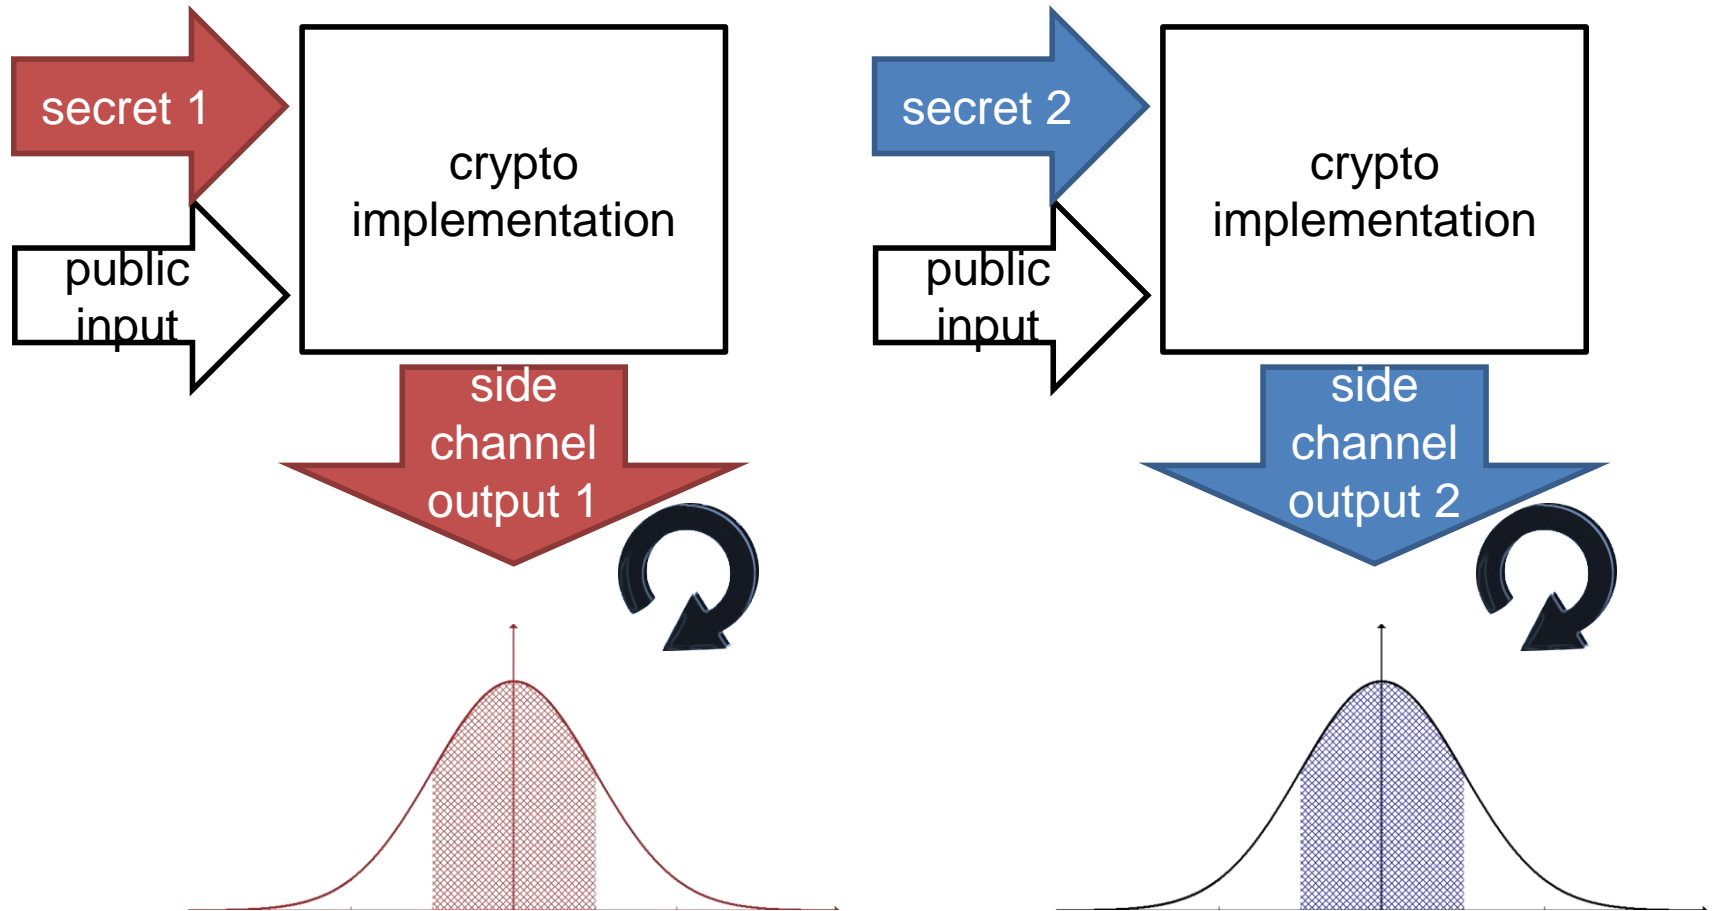 secret 1
crypto
implementation
public
input
side
channel
output 1
secret 2
crypto
implementation
public
input
side
channel
output 2